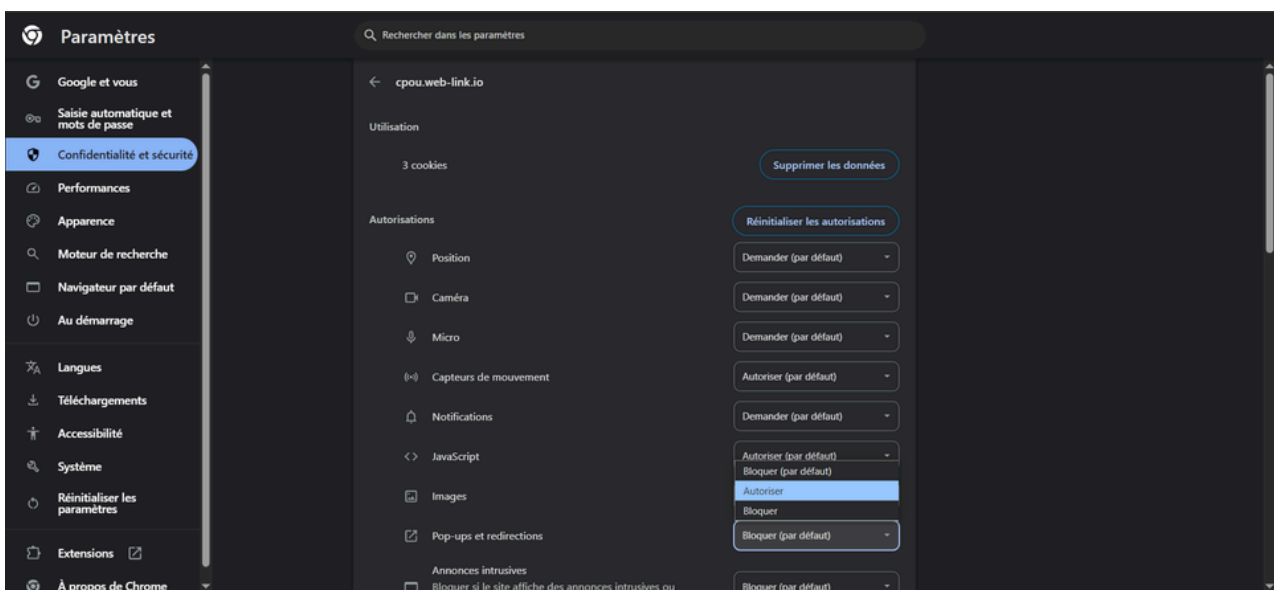 Paramètres
Rechercher dans les paramètres
Google et vous
Saisie automatique et
mots de passe
Confidentialité et sécurité
Performances
Apparence
Moteur de recherche
Navigateur par défaut
Au démarrage
Langues
Téléchargements
Accessibilité
Système
Réinitialiser les
paramètres
Extensions
À propos de Chrome
cpou.web-link.io
Utilisation
3 cookies
Supprimer les données
Autorisations
Réinitialiser les autorisations
Position
Demander (par défaut)
Caméra
Demander (par défaut)
Micro
Demander (par défaut)
Capteurs de mouvement
Autoriser (par défaut)
Notifications
Demander (par défaut)
JavaScript
Autoriser (par défaut)
Bloquer (par défaut)
Autoriser
Bloquer
Images
Pop-ups et redirections
Bloquer (par défaut)
Annonces intrusives
Bloquer si le site affiche des annonces intrusives ou
Bloquer (par défaut)